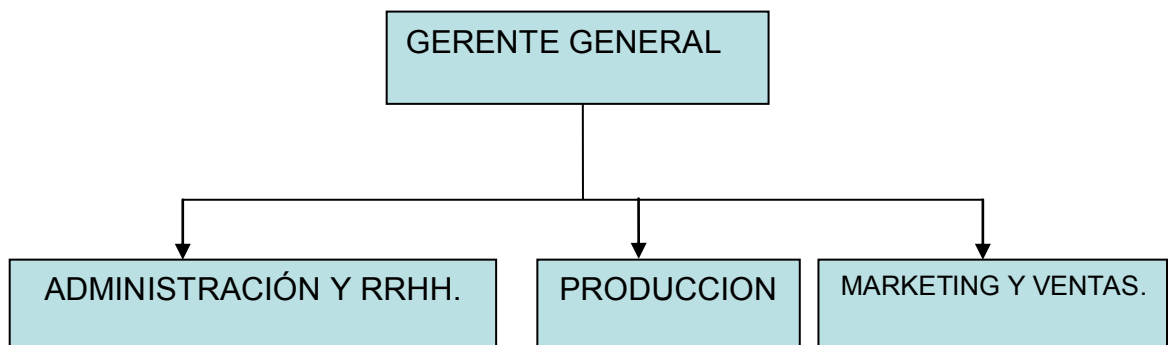 GERENTE GENERAL
ADMINISTRACIÓN Y RRHH.
PRODUCCION
MARKETING Y VENTAS.